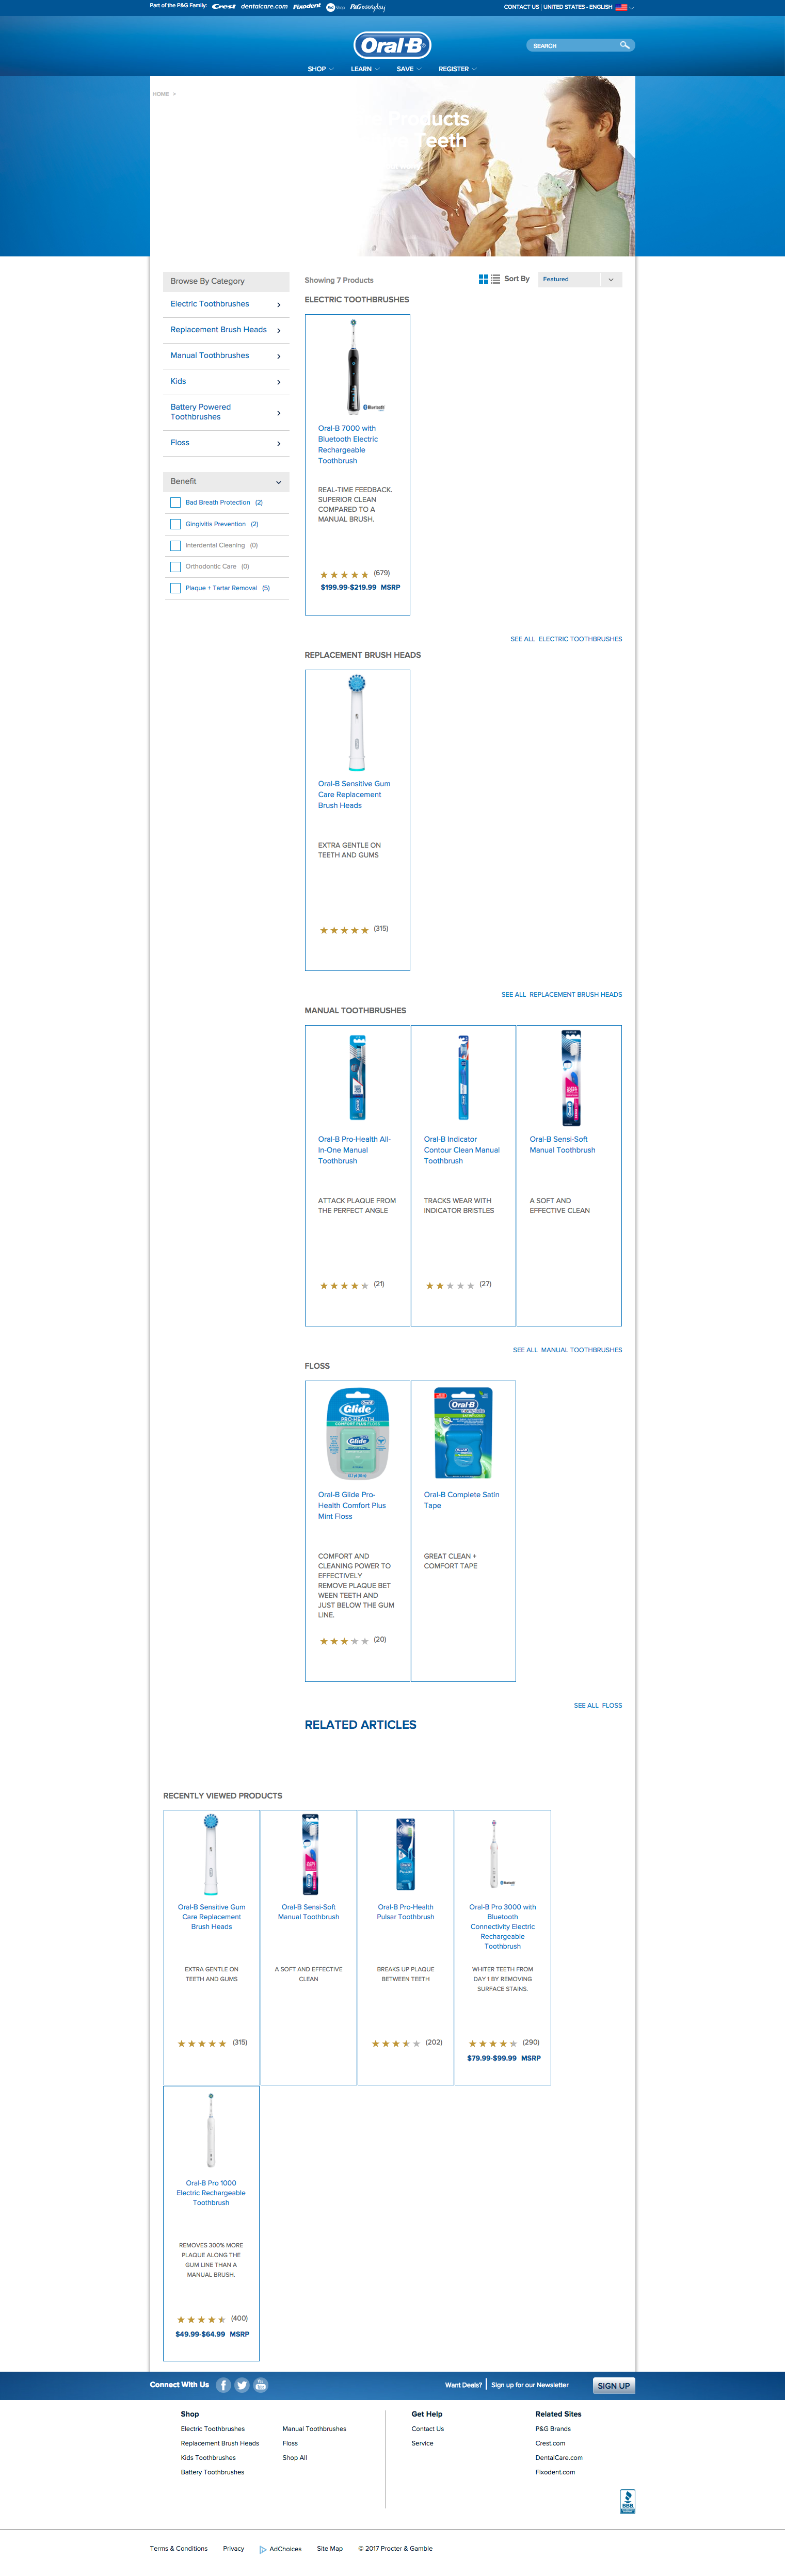 Part of the P&G Family: Crest dentalcare.com Fixodent P&G Shop P&G everyday
CONTACT US | UNITED STATES - ENGLISH
Oral-B
SEARCH
SHOP LEARN SAVE REGISTER
HOME >
Products
Teeth
Browse By Category
Electric Toothbrushes
Replacement Brush Heads
Manual Toothbrushes
Kids
Battery Powered
Toothbrushes
Floss
Benefit
Bad Breath Protection (2)
Gingivitis Prevention (2)
Interdental Cleaning (0)
Orthodontic Care (0)
Plaque + Tartar Removal (5)
Showing 7 Products
Sort By Featured
ELECTRIC TOOTHBRUSHES
Bluetooth
Oral-B 7000 with
Bluetooth Electric
Rechargeable
Toothbrush
REAL-TIME FEEDBACK.
SUPERIOR CLEAN
COMPARED TO A
MANUAL BRUSH.
(679)
$199.99-$219.99 MSRP
SEE ALL ELECTRIC TOOTHBRUSHES
REPLACEMENT BRUSH HEADS
Oral-B Sensitive Gum
Care Replacement
Brush Heads
EXTRA GENTLE ON
TEETH AND GUMS
(315)
SEE ALL REPLACEMENT BRUSH HEADS
MANUAL TOOTHBRUSHES
Oral-B Pro-Health All-
In-One Manual
Toothbrush
ATTACK PLAQUE FROM
THE PERFECT ANGLE
(21)
Oral-B Indicator
Contour Clean Manual
Toothbrush
TRACKS WEAR WITH
INDICATOR BRISTLES
(27)
Oral-B Sensi-Soft
Manual Toothbrush
A SOFT AND
EFFECTIVE CLEAN
SEE ALL MANUAL TOOTHBRUSHES
FLOSS
Oral-B
Glide
PRO-HEALTH
COMFORT PLUS FLOSS
Glide
Oral-B Glide Pro-
Health Comfort Plus
Mint Floss
COMFORT AND
CLEANING POWER TO
EFFECTIVELY
REMOVE PLAQUE BET
WEEN TEETH AND
JUST BELOW THE GUM
LINE.
(20)
Oral-B
Oral-B Complete Satin
Tape
GREAT CLEAN +
COMFORT TAPE
SEE ALL FLOSS
RELATED ARTICLES
RECENTLY VIEWED PRODUCTS
Oral-B Sensitive Gum
Care Replacement
Brush Heads
EXTRA GENTLE ON
TEETH AND GUMS
(315)
Oral-B Sensi-Soft
Manual Toothbrush
A SOFT AND EFFECTIVE
CLEAN
Oral-B Pro-Health
Pulsar Toothbrush
BREAKS UP PLAQUE
BETWEEN TEETH
(202)
Bluetooth
Oral-B Pro 3000 with
Bluetooth
Connectivity Electric
Rechargeable
Toothbrush
WHITER TEETH FROM
DAY 1 BY REMOVING
SURFACE STAINS.
(290)
$79.99-$99.99 MSRP
Oral-B Pro 1000
Electric Rechargeable
Toothbrush
REMOVES 300% MORE
PLAQUE ALONG THE
GUM LINE THAN A
MANUAL BRUSH.
(400)
$49.99-$64.99 MSRP
Connect With Us
You
Want Deals? | Sign up for our Newsletter
SIGN UP
Shop
Electric Toothbrushes
Replacement Brush Heads
Kids Toothbrushes
Battery Toothbrushes
Manual Toothbrushes
Floss
Shop All
Get Help
Contact Us
Service
Related Sites
P&G Brands
Crest.com
DentalCare.com
Fixodent.com
BBB
Terms & Conditions Privacy AdChoices Site Map © 2017 Procter & Gamble